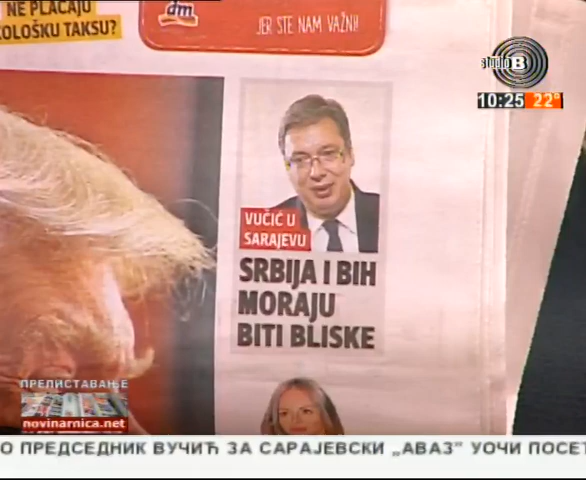 NE PLAĆAJU
KOLOŠKU TAKSU?
dm
JER STE NAM VAŽNI!
studio B
10:25 22°
VUČIĆ U
SARAJEVU
SRBIJA I BIH
MORAJU
BITI BLISKE
ПРЕЛИСТАВАЊЕ
novinarnica.net
О ПРЕДСЕДНИК ВУЧИЋ ЗА САРАЈЕВСКИ „АВАЗ" УОЧИ ПОСЕТ